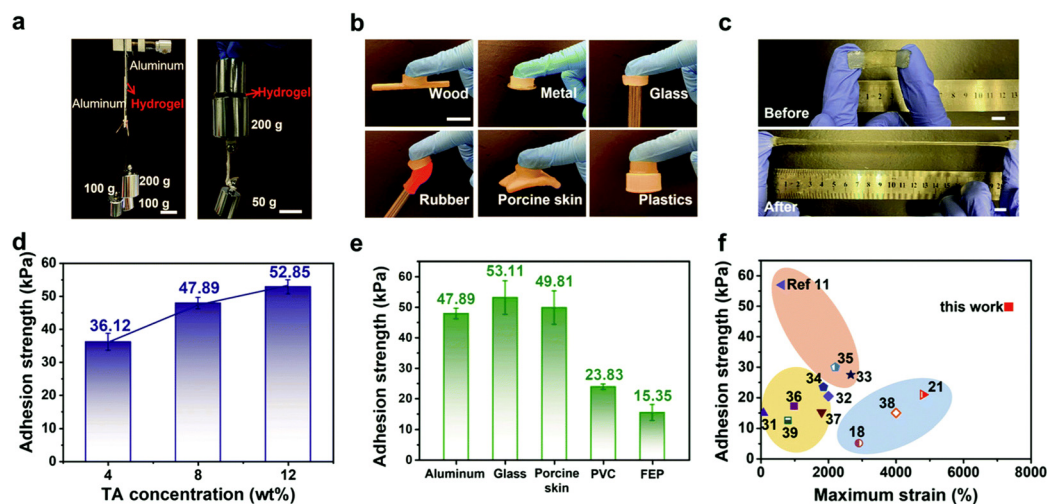 a
Aluminum
Aluminum Hydrogel
200 g
100 g
100 g
Hydrogel
200 g
50 g
b
Wood
Metal
Glass
Rubber
Porcine skin
Plastics
c
Before
After
d
Adhesion strength (kPa)
60
50
40
30
20
10
0
36.12
47.89
52.85
4 8 12
TA concentration (wt%)
e
Adhesion strength (kPa)
60
50
40
30
20
10
0
47.89
53.11
49.81
23.83
15.35
Aluminum Glass Porcine skin PVC FEP
f
Adhesion strength (kPa)
60
50
40
30
20
10
0
Ref 11
this work
35
33
34
32
36
37
31
39
38
21
18
0 2000 4000 6000 8000
Maximum strain (%)